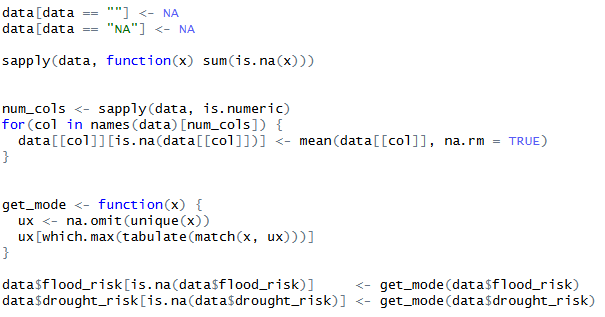 data[data == ""] <- NA
data[data == "NA"] <- NA

sapply(data, function(x) sum(is.na(x)))

num_cols <- sapply(data, is.numeric)
for(col in names(data)[num_cols]) {
  data[[col]][is.na(data[[col]])] <- mean(data[[col]], na.rm = TRUE)
}

get_mode <- function(x) {
  ux <- na.omit(unique(x))
  ux[which.max(tabulate(match(x, ux)))]
}

data$flood_risk[is.na(data$flood_risk)]     <- get_mode(data$flood_risk)
data$drought_risk[is.na(data$drought_risk)] <- get_mode(data$drought_risk)